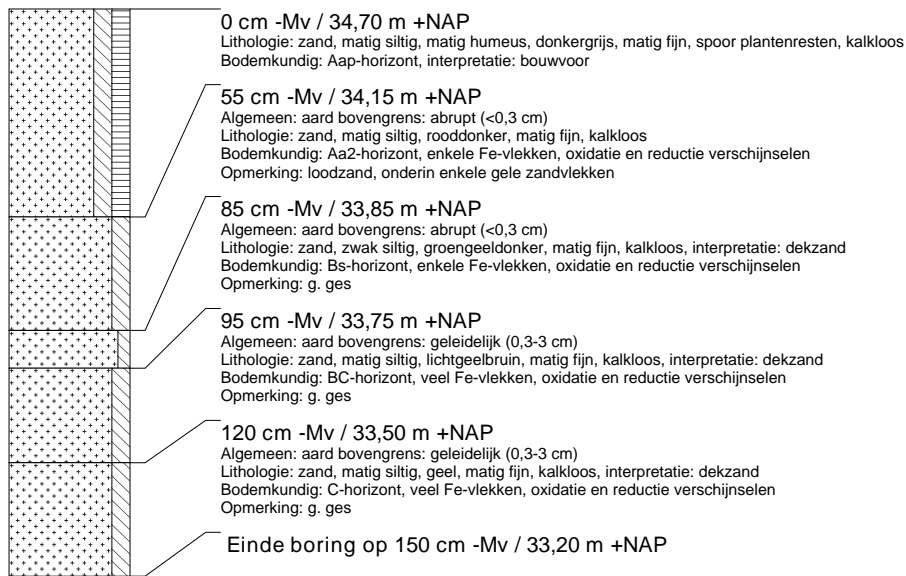 0 cm -Mv / 34,70 m +NAP
Lithologie: zand, matig siltig, matig humeus, donkergrijs, matig fijn, spoor plantenresten, kalkloos
Bodemkundig: Aap-horizont, interpretatie: bouwvoor
55 cm -Mv / 34,15 m +NAP
Algemeen: aard bovengrens: abrupt (<0,3 cm)
Lithologie: zand, matig siltig, rooddonker, matig fijn, kalkloos
Bodemkundig: Aa2-horizont, enkele Fe-vlekken, oxidatie en reductie verschijnselen
Opmerking: loodzand, onderin enkele gele zandvlekken
85 cm -Mv / 33,85 m +NAP
Algemeen: aard bovengrens: abrupt (<0,3 cm)
Lithologie: zand, zwak siltig, groengeeldonker, matig fijn, kalkloos, interpretatie: dekzand
Bodemkundig: Bs-horizont, enkele Fe-vlekken, oxidatie en reductie verschijnselen
Opmerking: g. ges
95 cm -Mv / 33,75 m +NAP
Algemeen: aard bovengrens: geleidelijk (0,3-3 cm)
Lithologie: zand, matig siltig, lichtgeelbruin, matig fijn, kalkloos, interpretatie: dekzand
Bodemkundig: BC-horizont, veel Fe-vlekken, oxidatie en reductie verschijnselen
Opmerking: g. ges
120 cm -Mv / 33,50 m +NAP
Algemeen: aard bovengrens: geleidelijk (0,3-3 cm)
Lithologie: zand, matig siltig, geel, matig fijn, kalkloos, interpretatie: dekzand
Bodemkundig: C-horizont, veel Fe-vlekken, oxidatie en reductie verschijnselen
Opmerking: g. ges
Einde boring op 150 cm -Mv / 33,20 m +NAP